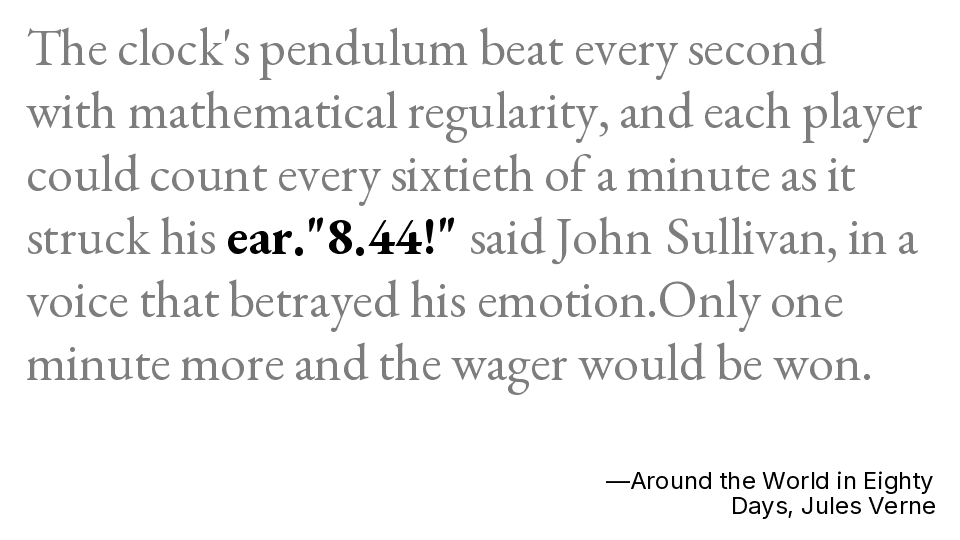 The clock's pendulum beat every second
with mathematical regularity, and each player
could count every sixtieth of a minute as it
struck his ear."8.44!" said John Sullivan, in a
voice that betrayed his emotion.Only one
minute more and the wager would be won.
—Around the World in Eighty
Days, Jules Verne